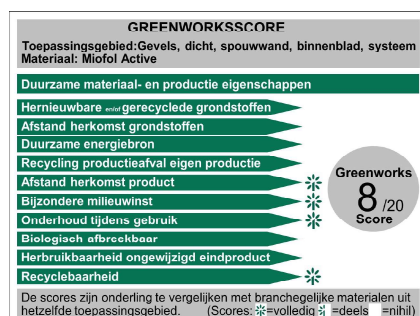 GREENWORKSSCORE
Toepassingsgebied:Gevels, dicht, spouwwand, binnenblad, systeem
Materiaal: Miofol Active
Duurzame materiaal- en productie eigenschappen
Hernieuwbare en/of gerecyclede grondstoffen
Afstand herkomst grondstoffen
Duurzame energiebron
Recycling productieafval eigen productie
Afstand herkomst product
Bijzondere milieuwinst
Onderhoud tijdens gebruik
Biologisch afbreekbaar
Herbruikbaarheid ongewijzigd eindproduct
Recyclebaarheid
Greenworks
8 /20
Score
De scores zijn onderling te vergelijken met branchegelijke materialen uit
hetzelfde toepassingsgebied. (Scores: =volledig =deels =nihil)